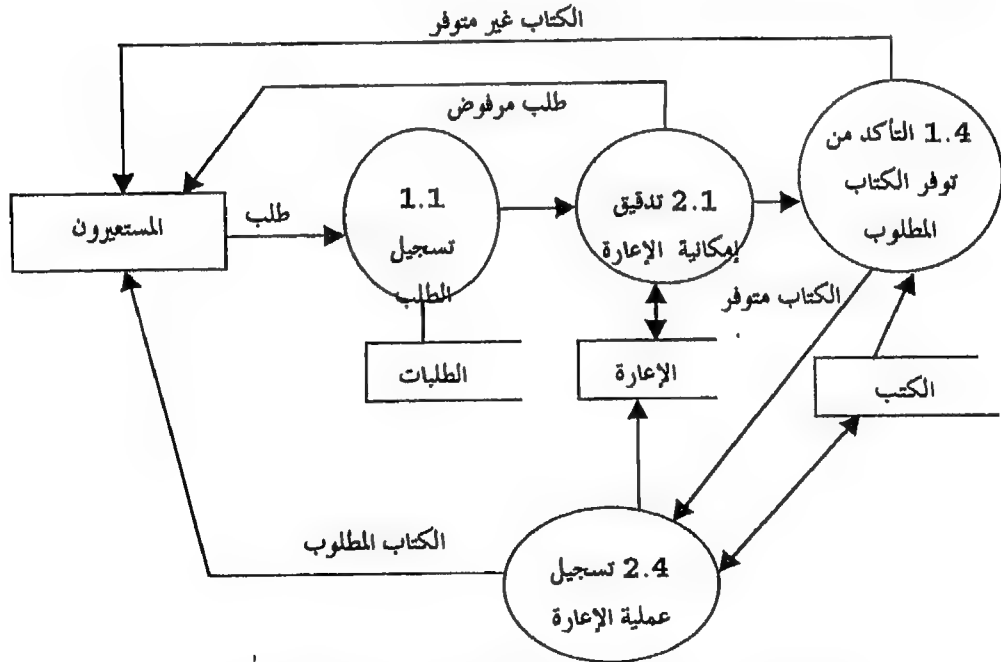 الكتاب غير متوفر
طلب مرفوض
1.4 التأكد من
توفر الكتاب
المطلوب
2.1 تدقيق
إمكانية الإعارة
1.1
تسجيل
الطلب
طلب
المستعيرون
الكتاب متوفر
الطلبات
الإعارة
الكتب
الكتاب المطلوب
2.4 تسجيل
عملية الإعارة